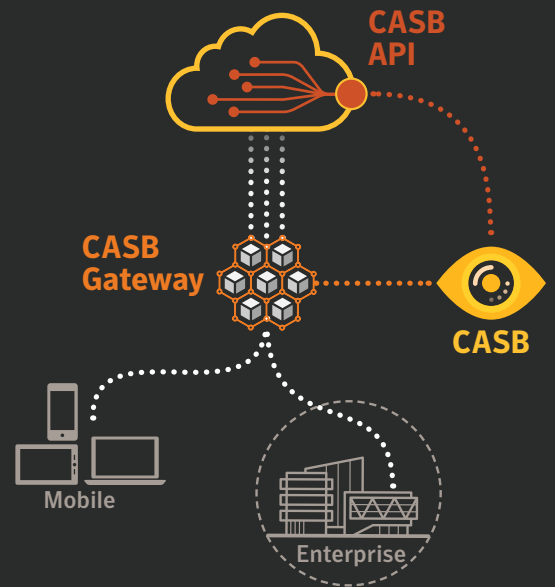 CASB
API
CASB
Gateway
CASB
Mobile
Enterprise